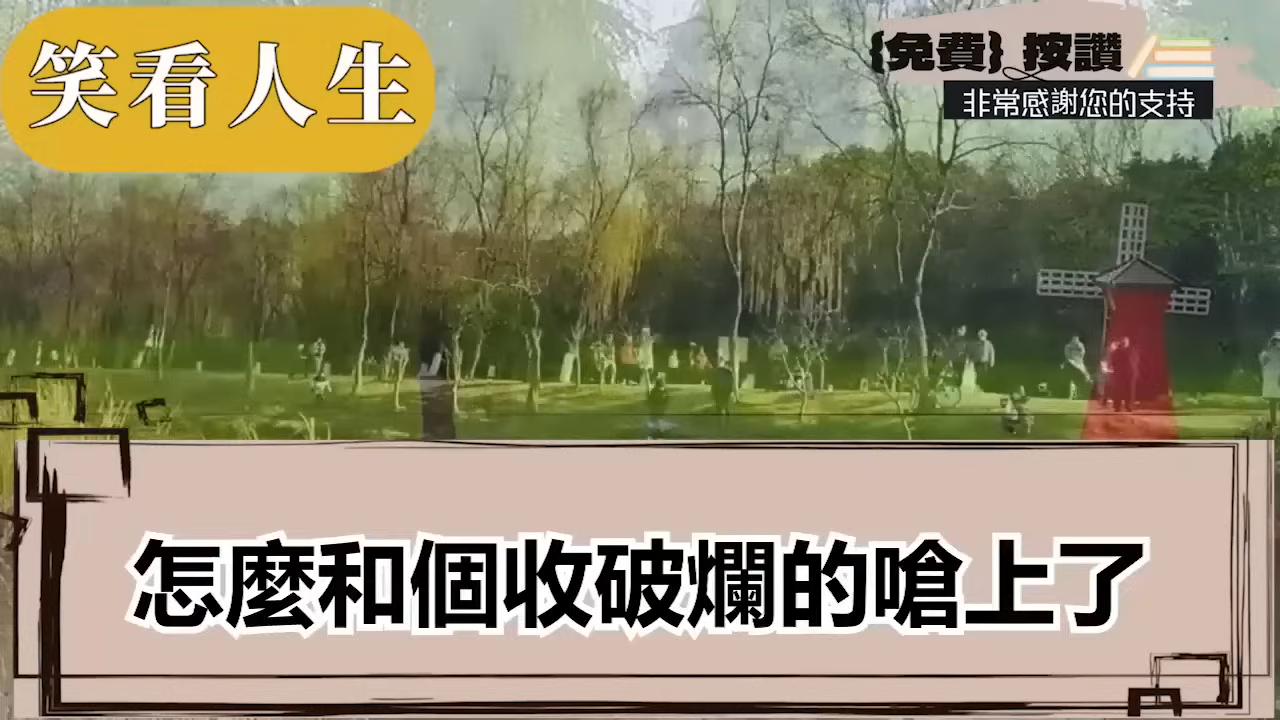 笑看人生
{免費} 按讚
非常感謝您的支持
怎麼和個收破爛的嗆上了